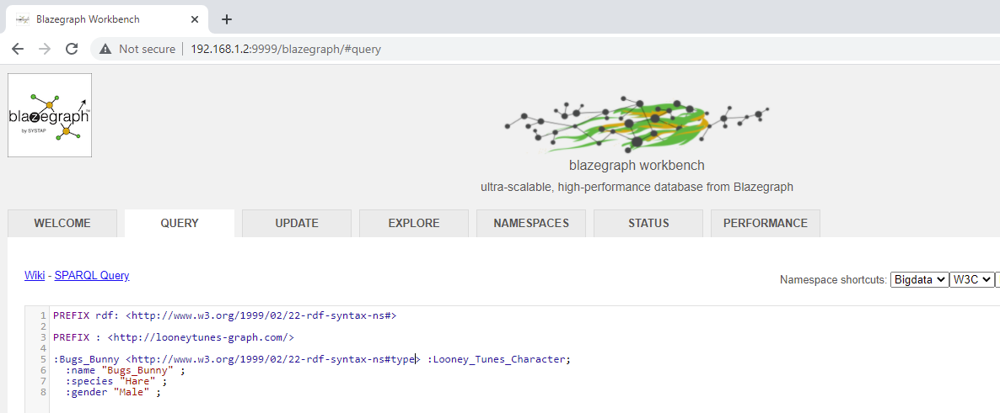 Blazegraph Workbench
Not secure 192.168.1.2:9999/blazegraph/#query
blazegraph™
by SYSTAP
blazegraph workbench
ultra-scalable, high-performance database from Blazegraph
WELCOME QUERY UPDATE EXPLORE NAMESPACES STATUS PERFORMANCE
Wiki - SPARQL Query
Namespace shortcuts: Bigdata W3C
1 PREFIX rdf: <http://www.w3.org/1999/02/22-rdf-syntax-ns#>
2
3 PREFIX : <http://looneytunes-graph.com/>
4
5 :Bugs_Bunny <http://www.w3.org/1999/02/22-rdf-syntax-ns#type> :Looney_Tunes_Character;
6 :name "Bugs_Bunny" ;
7 :species "Hare" ;
8 :gender "Male" ;